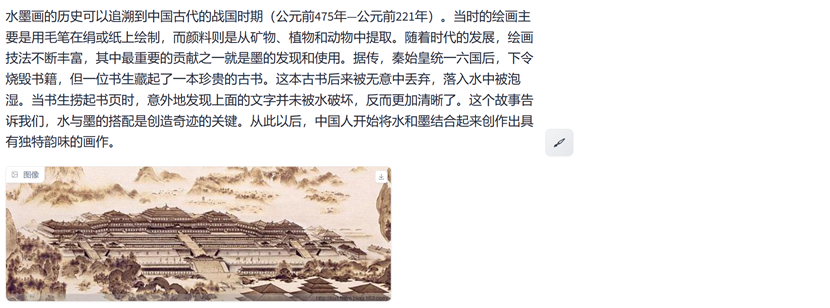 水墨画的历史可以追溯到中国古代的战国时期（公元前475年—公元前221年）。当时的绘画主
要是用毛笔在绢或纸上绘制，而颜料则是从矿物、植物和动物中提取。随着时代的发展，绘画
技法不断丰富，其中最重要的贡献之一就是墨的发现和使用。据传，秦始皇统一六国后，下令
烧毁书籍，但一位书生藏起了一本珍贵的古书。这本古书后来被无意中丢弃，落入水中被泡
湿。当书生捞起书页时，意外地发现上面的文字并未被水破坏，反而更加清晰了。这个故事告
诉我们，水与墨的搭配是创造奇迹的关键。从此以后，中国人开始将水和墨结合起来创作出具
有独特韵味的画作。
图像